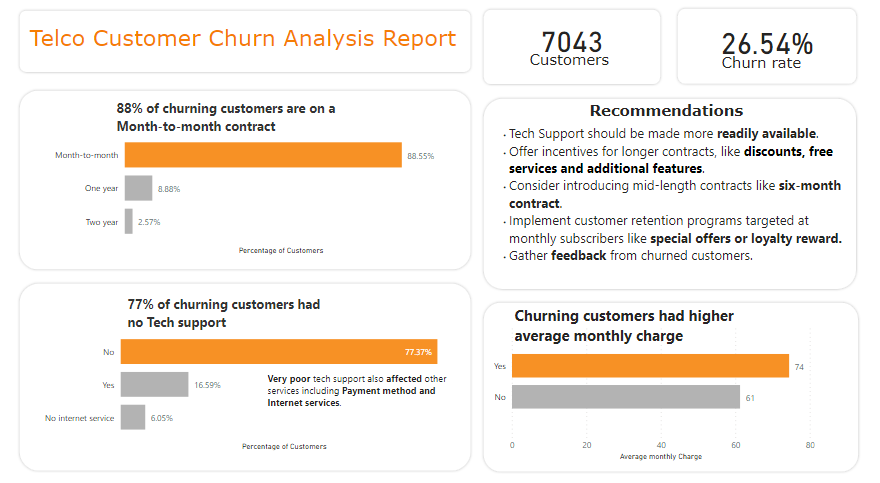 Telco Customer Churn Analysis Report
7043
Customers
26.54%
Churn rate
88% of churning customers are on a
Month-to-month contract
Month-to-month
88.55%
One year
8.88%
Two year
2.57%
Percentage of Customers
Recommendations
· Tech Support should be made more readily available.
· Offer incentives for longer contracts, like discounts, free
services and additional features.
· Consider introducing mid-length contracts like six-month
contract.
· Implement customer retention programs targeted at
monthly subscribers like special offers or loyalty reward.
· Gather feedback from churned customers.
77% of churning customers had
no Tech support
No
77.37%
Yes
16.59%
No internet service
6.05%
Very poor tech support also affected other
services including Payment method and
Internet services.
Percentage of Customers
Churning customers had higher
average monthly charge
Yes
74
No
61
0 20 40 60 80
Average monthly Charge